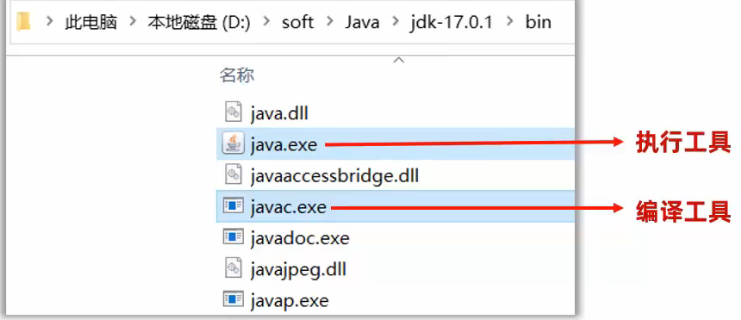 此电脑 > 本地磁盘 (D:) > soft > Java > jdk-17.0.1 > bin
名称
java.dll
java.exe 执行工具
javaaccessbridge.dll
javac.exe 编译工具
javadoc.exe
javajpeg.dll
javap.exe